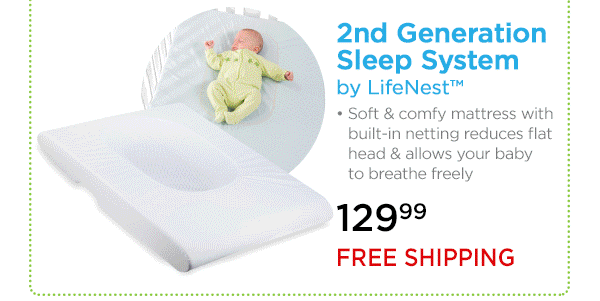 2nd Generation
Sleep System
by LifeNest™
• Soft & comfy mattress with
built-in netting reduces flat
head & allows your baby
to breathe freely
129⁹⁹
FREE SHIPPING